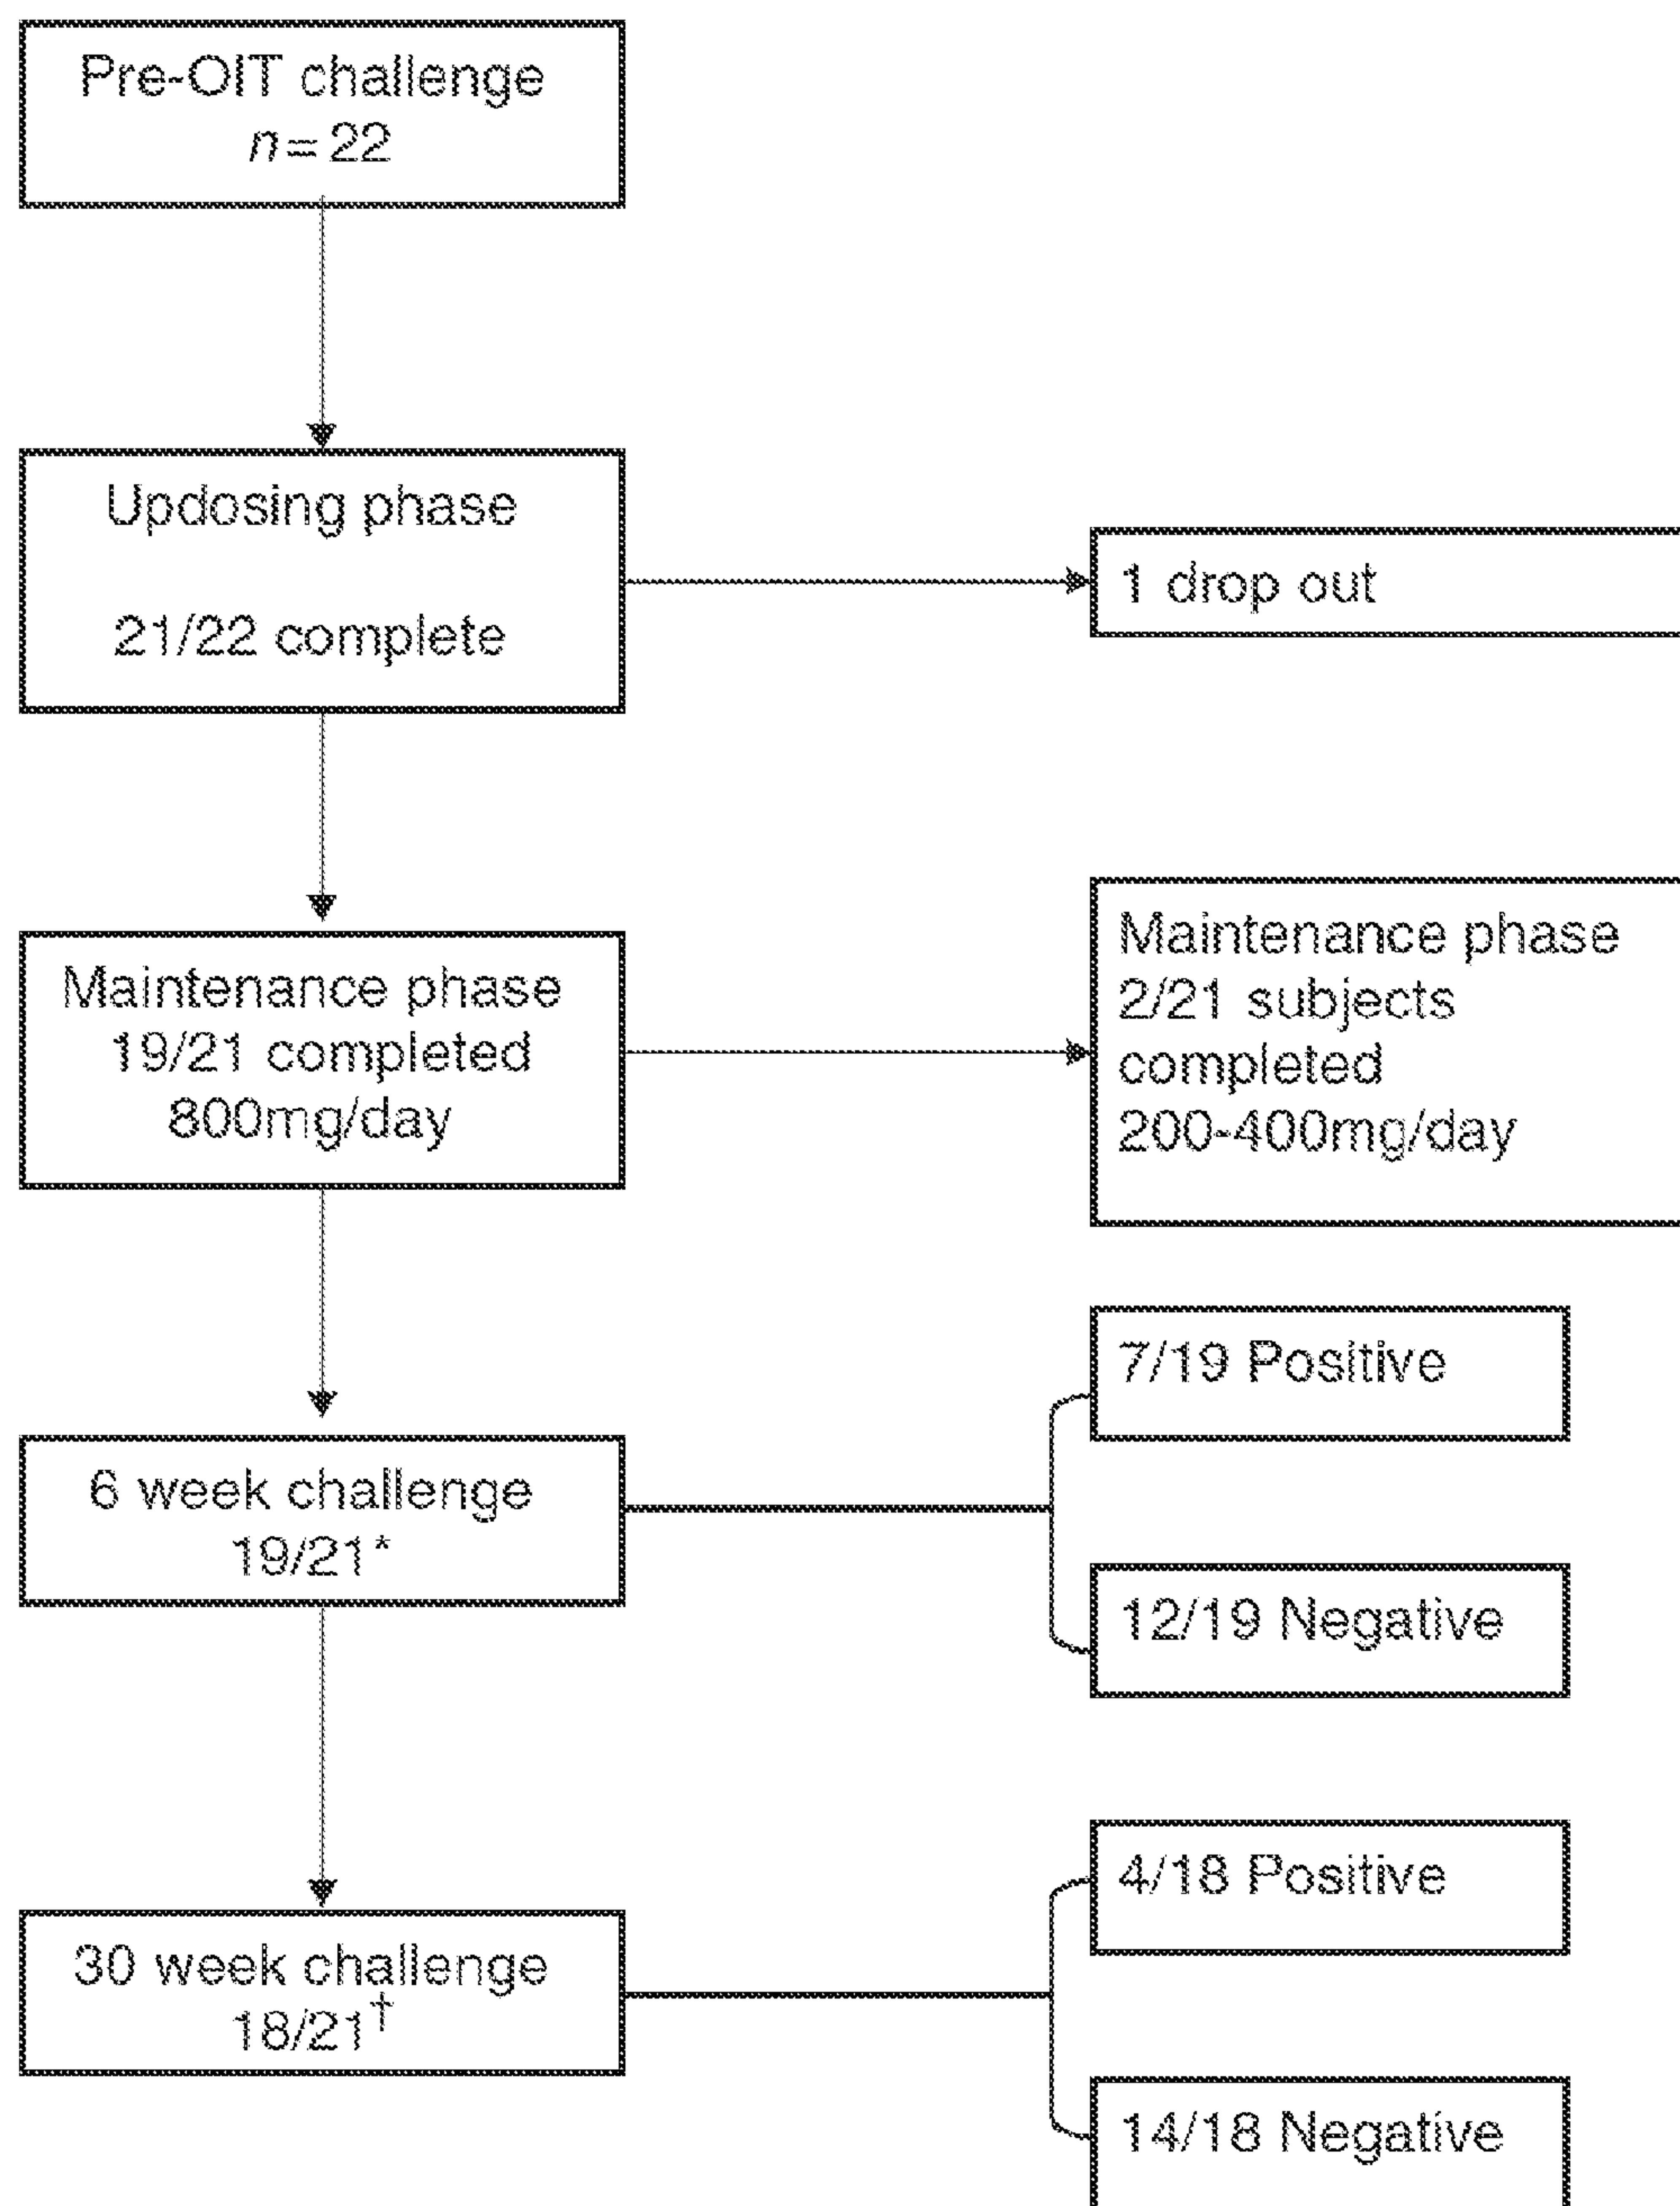 Pre-OIT challenge
n = 22
Updosing phase
21/22 complete
1 drop out
Maintenance phase
19/21 completed
800mg/day
Maintenance phase
2/21 subjects
completed
200-400mg/day
6 week challenge
19/21*
7/19 Positive
12/19 Negative
30 week challenge
18/21†
4/18 Positive
14/18 Negative